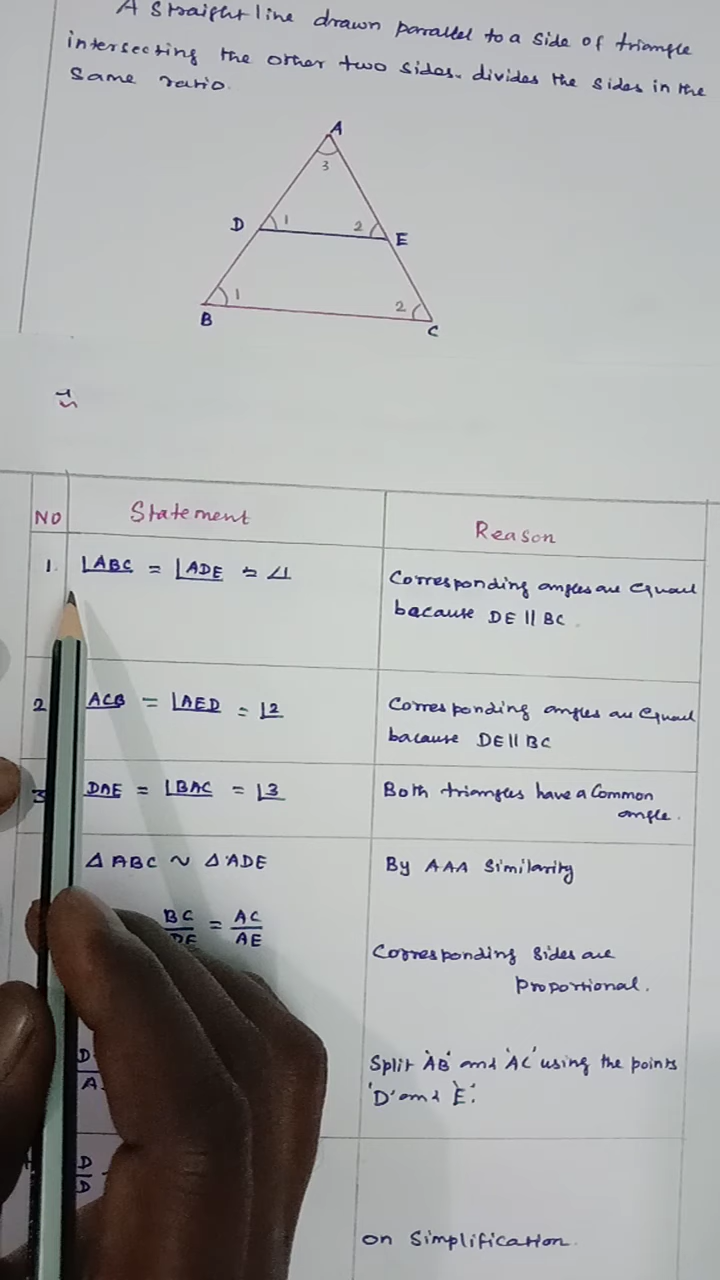 A straight line drawn parallel to a side of triangle
intersecting the other two sides. divides the sides in the
same ratio.
A
3
D 1 2 E
B 1 2 C
No Statement Reason
1. ∠ABC = ∠ADE = ∠1 Corresponding angles are equal
bacause DE || BC.
2 ACB = ∠AED = ∠2 Corresponding angles are equal
bacause DE || BC
3 DAE = ∠BAC = ∠3 Both triangles have a Common
angle.
Δ ABC ~ Δ ADE By AAA Similarity
BC/DE = AC/AE
Corresponding sides are
proportional.
D
A
Split 'AB' and 'AC' using the points
'D' and 'E'.
D
D
on Simplification.